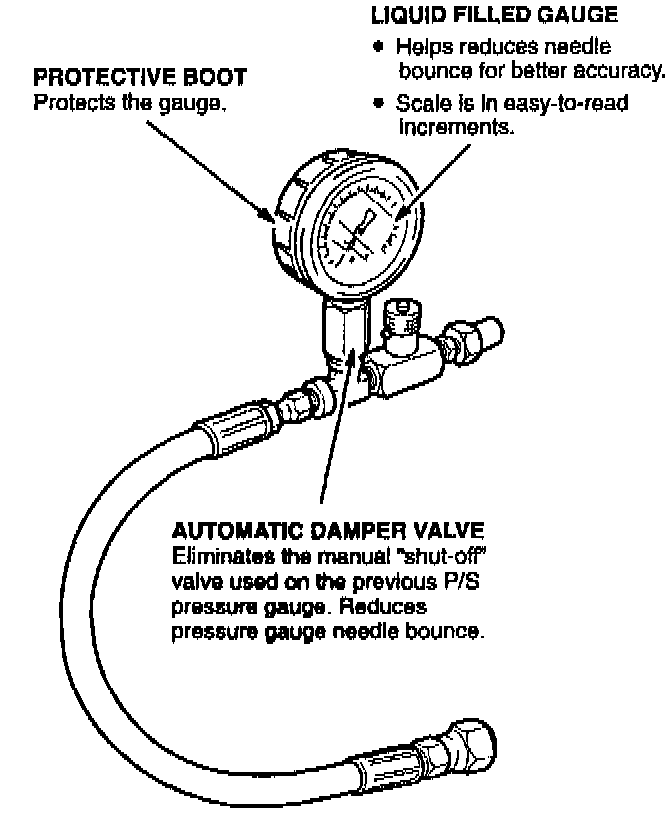 LIQUID FILLED GAUGE
• Helps reduces needle
bounce for better accuracy.
• Scale is in easy-to-read
increments.
PROTECTIVE BOOT
Protects the gauge.
AUTOMATIC DAMPER VALVE
Eliminates the manual "shut-off"
valve used on the previous P/S
pressure gauge. Reduces
pressure gauge needle bounce.